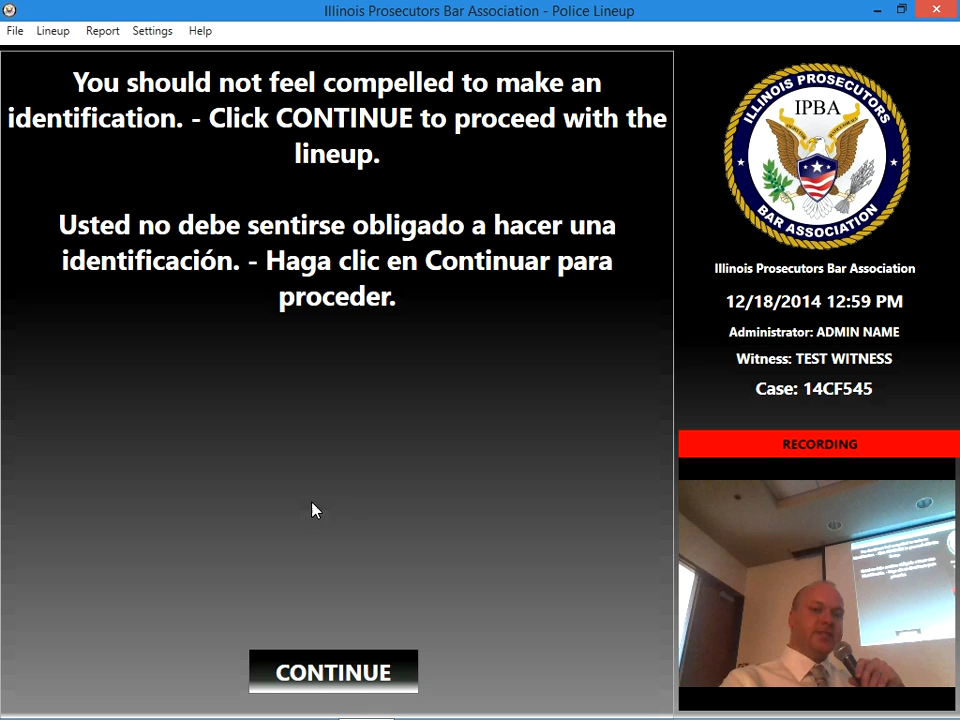 Illinois Prosecutors Bar Association - Police Lineup
File Lineup Report Settings Help
You should not feel compelled to make an
identification. - Click CONTINUE to proceed with the
lineup.
Usted no debe sentirse obligado a hacer una
identificación. - Haga clic en Continuar para
proceder.
CONTINUE
ILLINOIS PROSECUTORS
IPBA
BAR ASSOCIATION
Illinois Prosecutors Bar Association
12/18/2014 12:59 PM
Administrator: ADMIN NAME
Witness: TEST WITNESS
Case: 14CF545
RECORDING